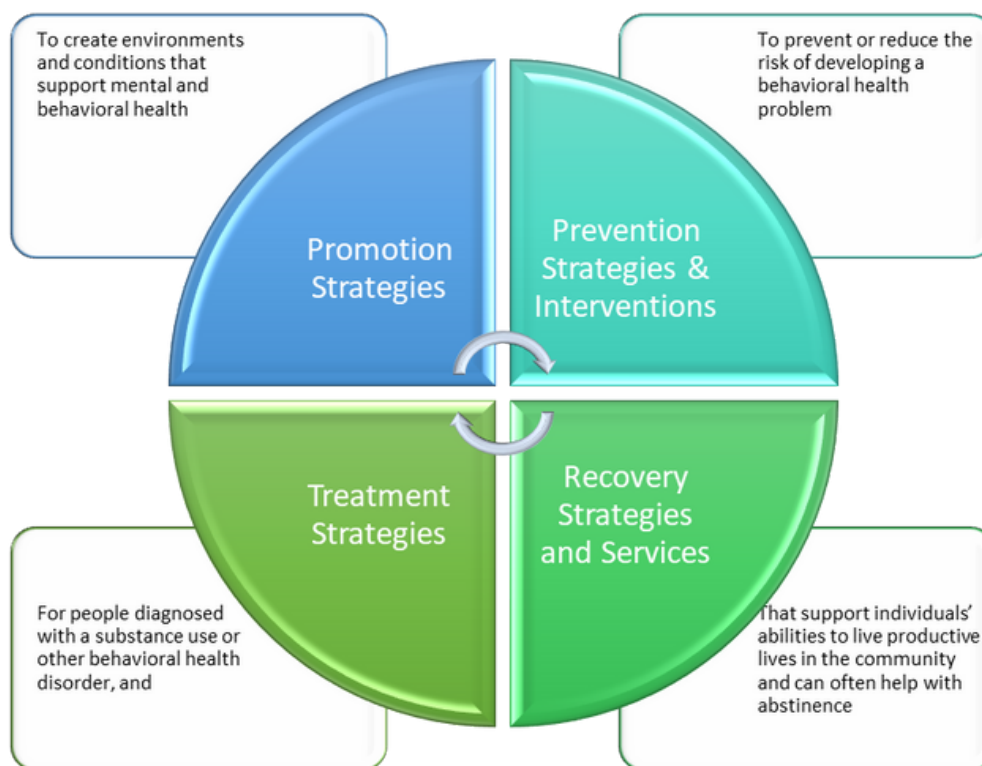 To create environments
and conditions that
support mental and
behavioral health
To prevent or reduce the
risk of developing a
behavioral health
problem
Promotion
Strategies
Prevention
Strategies &
Interventions
Treatment
Strategies
Recovery
Strategies
and Services
For people diagnosed
with a substance use or
other behavioral health
disorder, and
That support individuals’
abilities to live productive
lives in the community
and can often help with
abstinence